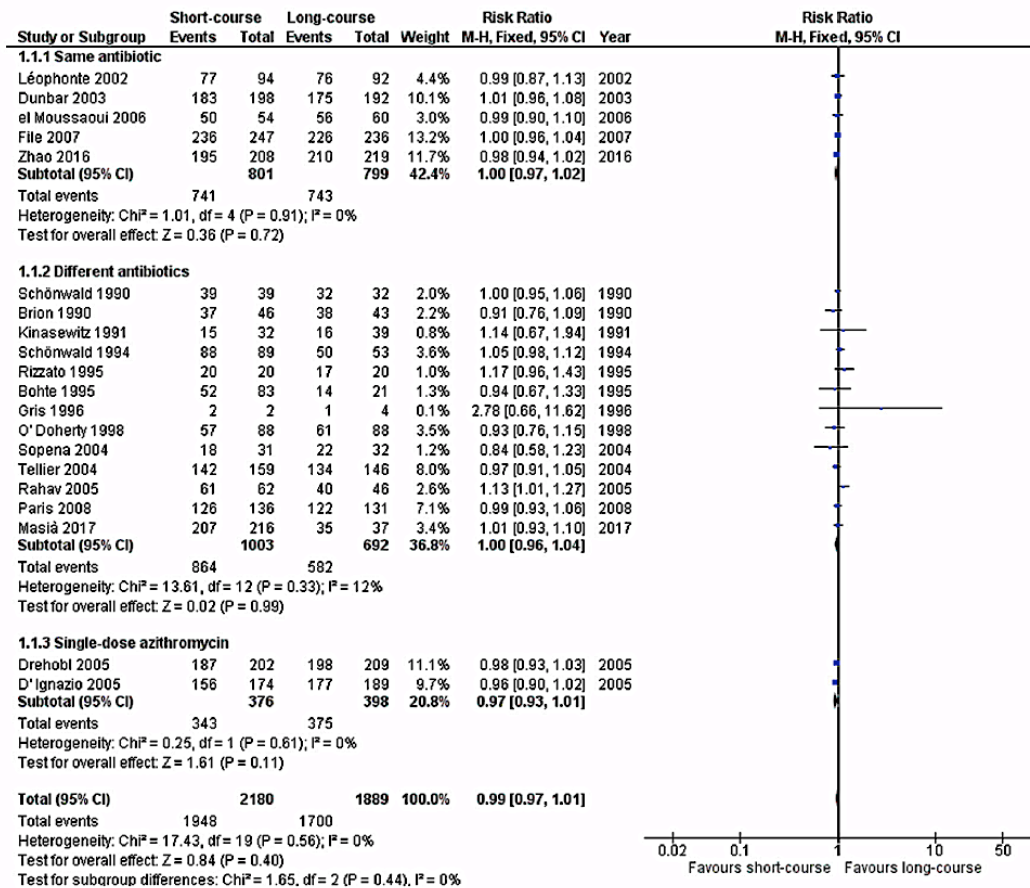 Short-course Long-course Risk Ratio Risk Ratio
Study or Subgroup Events Total Events Total Weight M-H, Fixed, 95% CI Year M-H, Fixed, 95% CI
1.1.1 Same antibiotic
Léophonte 2002 77 94 76 92 4.4% 0.99 [0.87, 1.13] 2002
Dunbar 2003 183 198 175 192 10.1% 1.01 [0.96, 1.08] 2003
el Moussaoui 2006 50 54 56 60 3.0% 0.99 [0.90, 1.10] 2006
File 2007 236 247 226 236 13.2% 1.00 [0.96, 1.04] 2007
Zhao 2016 195 208 210 219 11.7% 0.98 [0.94, 1.02] 2016
Subtotal (95% CI) 801 799 42.4% 1.00 [0.97, 1.02]
Total events 741 743
Heterogeneity: Chi² = 1.01, df = 4 (P = 0.91); I² = 0%
Test for overall effect: Z = 0.36 (P = 0.72)
1.1.2 Different antibiotics
Schönwald 1990 39 39 32 32 2.0% 1.00 [0.95, 1.06] 1990
Brion 1990 37 46 38 43 2.2% 0.91 [0.76, 1.09] 1990
Kinasewitz 1991 15 32 16 39 0.8% 1.14 [0.67, 1.94] 1991
Schönwald 1994 88 89 50 53 3.6% 1.05 [0.98, 1.12] 1994
Rizzato 1995 20 20 17 20 1.0% 1.17 [0.96, 1.43] 1995
Bohte 1995 52 83 14 21 1.3% 0.94 [0.67, 1.33] 1995
Gris 1996 2 2 1 4 0.1% 2.78 [0.66, 11.62] 1996
O' Doherty 1998 57 88 61 88 3.5% 0.93 [0.76, 1.15] 1998
Sopena 2004 18 31 22 32 1.2% 0.84 [0.58, 1.23] 2004
Tellier 2004 142 159 134 146 8.0% 0.97 [0.91, 1.05] 2004
Rahav 2005 61 62 40 46 2.6% 1.13 [1.01, 1.27] 2005
Paris 2008 126 136 122 131 7.1% 0.99 [0.93, 1.06] 2008
Masià 2017 207 216 35 37 3.4% 1.01 [0.93, 1.10] 2017
Subtotal (95% CI) 1003 692 36.8% 1.00 [0.96, 1.04]
Total events 864 582
Heterogeneity: Chi² = 13.61, df = 12 (P = 0.33); I² = 12%
Test for overall effect: Z = 0.02 (P = 0.99)
1.1.3 Single-dose azithromycin
Drehobl 2005 187 202 198 209 11.1% 0.98 [0.93, 1.03] 2005
D' Ignazio 2005 156 174 177 189 9.7% 0.96 [0.90, 1.02] 2005
Subtotal (95% CI) 376 398 20.8% 0.97 [0.93, 1.01]
Total events 343 375
Heterogeneity: Chi² = 0.25, df = 1 (P = 0.61); I² = 0%
Test for overall effect: Z = 1.61 (P = 0.11)
Total (95% CI) 2180 1889 100.0% 0.99 [0.97, 1.01]
Total events 1948 1700
Heterogeneity: Chi² = 17.43, df = 19 (P = 0.56); I² = 0%
Test for overall effect: Z = 0.84 (P = 0.40)
Test for subgroup differences: Chi² = 1.65, df = 2 (P = 0.44), I² = 0%
0.02 0.1 1 10 50
Favours short-course Favours long-course